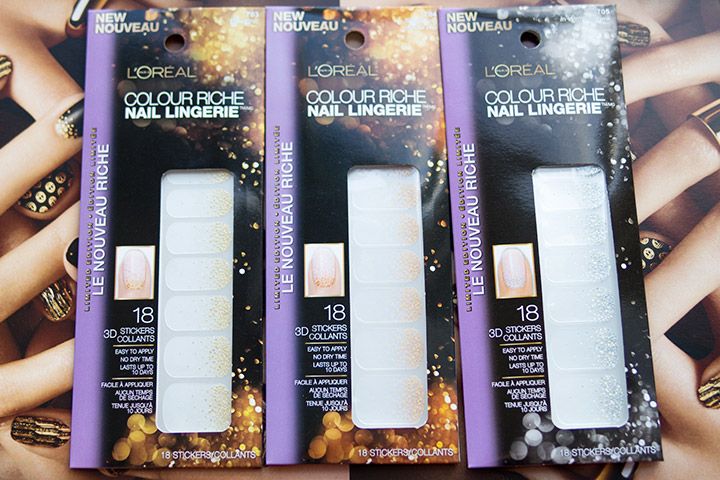 NEW
NOUVEAU
763
L'ORÉAL
COLOUR RICHE
NAIL LINGERIE
LIMITED EDITION • ÉDITION LIMITÉE
LE NOUVEAU RICHE
18
3D STICKERS
COLLANTS
EASY TO APPLY
NO DRY TIME
LASTS UP TO
10 DAYS
FACILE À APPLIQUER
AUCUN TEMPS
DE SÉCHAGE
TENUE JUSQU'À
10 JOURS
18 STICKERS/COLLANTS
NEW
NOUVEAU
764
L'ORÉAL
COLOUR RICHE
NAIL LINGERIE
LIMITED EDITION • ÉDITION LIMITÉE
LE NOUVEAU RICHE
18
3D STICKERS
COLLANTS
EASY TO APPLY
NO DRY TIME
LASTS UP TO
10 DAYS
FACILE À APPLIQUER
AUCUN TEMPS
DE SÉCHAGE
TENUE JUSQU'À
10 JOURS
18 STICKERS/COLLANTS
NEW
NOUVEAU
765
L'ORÉAL
COLOUR RICHE
NAIL LINGERIE
LIMITED EDITION • ÉDITION LIMITÉE
LE NOUVEAU RICHE
18
3D STICKERS
COLLANTS
EASY TO APPLY
NO DRY TIME
LASTS UP TO
10 DAYS
FACILE À APPLIQUER
AUCUN TEMPS
DE SÉCHAGE
TENUE JUSQU'À
10 JOURS
18 STICKERS/COLLANTS